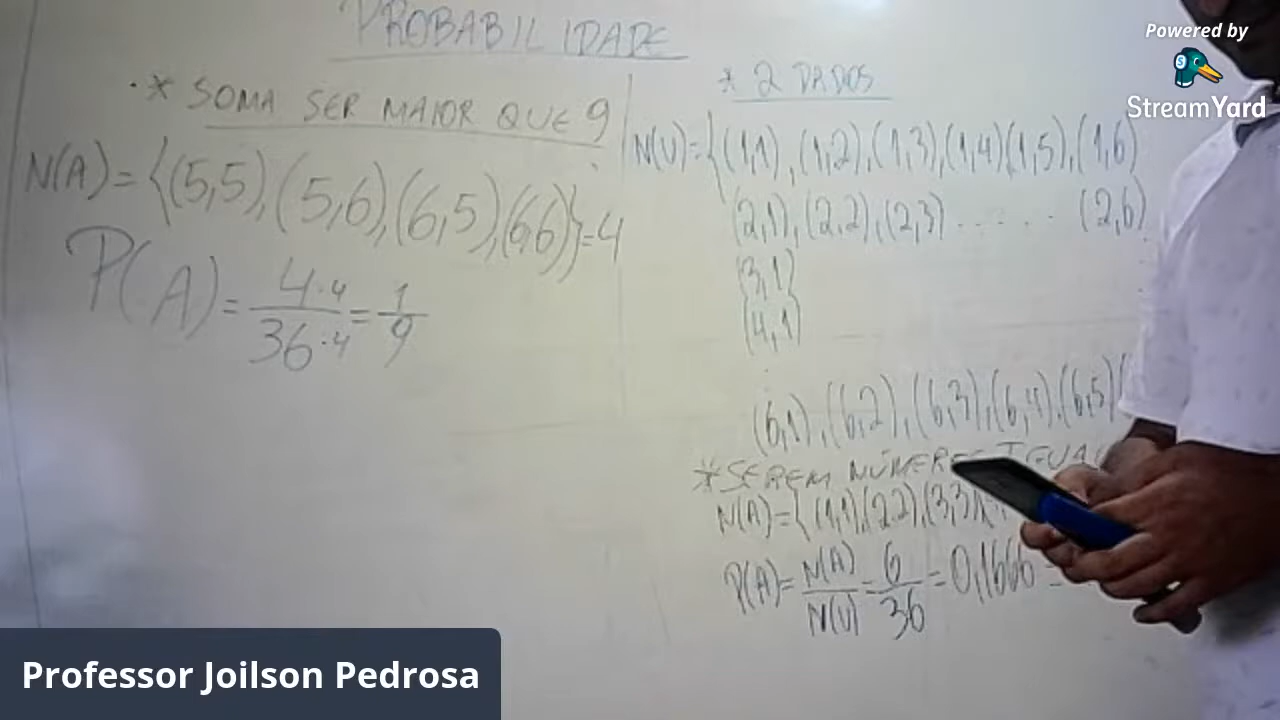 PROBABILIDADE
* SOMA SER MAIOR QUE 9
N(A)={(5,5),(5,6),(6,5),(6,6)}=4
P(A)=4·4/36·4=1/9
* 2 DADOS
N(U)={(1,1),(1,2),(1,3),(1,4)(1,5),(1,6)
(2,1),(2,2),(2,3) ...... (2,6)
(3,1)
(4,1)
(6,1),(6,2),(6,3),(6,4),(6,5)(
*SEREM NÚMEROS IGUA
N(A)={(1,1),(2,2),(3,3)(
P(A)=N(A)/N(U)=6/36=0,1666
Powered by
StreamYard
Professor Joilson Pedrosa